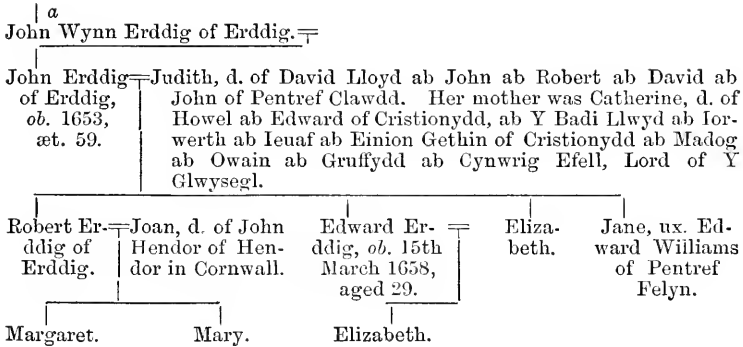 a
John Wynn Erddig of Erddig.
John Erddig
of Erddig,
ob. 1653,
æt. 59.
Judith, d. of David Lloyd ab John ab Robert ab David ab
John of Pentref Clawdd. Her mother was Catherine, d. of
Howel ab Edward of Cristionydd, ab Y Badi Llwyd ab Ior-
werth ab Ieuaf ab Einion Gethin of Cristionydd ab Madog
ab Owain ab Gruffydd ab Cynwrig Efell, Lord of Y
Glwysegl.
Robert Er-
ddig of
Erddig.
Joan, d. of John
Hendor of Hen-
dor in Cornwall.
Edward Er-
ddig, ob. 15th
March 1658,
aged 29.
Eliza-
beth.
Jane, ux. Ed-
ward Williams
of Pentref
Felyn.
Margaret.
Mary.
Elizabeth.